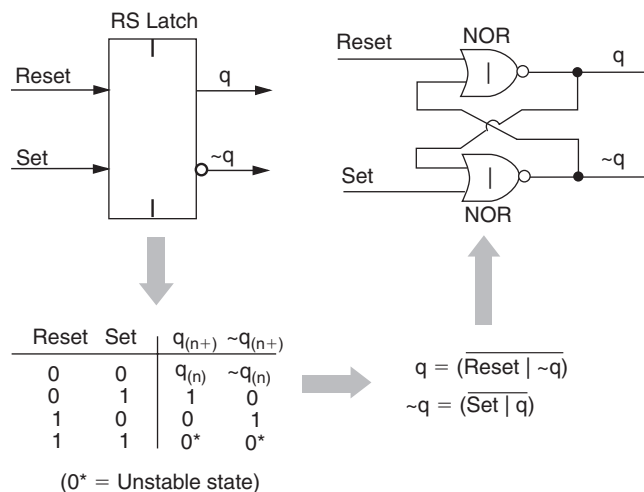 RS Latch
Reset
q
Set
~q
NOR
Reset
q
Set
~q
NOR
Reset Set q(n+) ~q(n+)
0 0 q(n) ~q(n)
0 1 1 0
1 0 0 1
1 1 0* 0*
(0* = Unstable state)
q = (Reset | ~q)
~q = (Set | q)